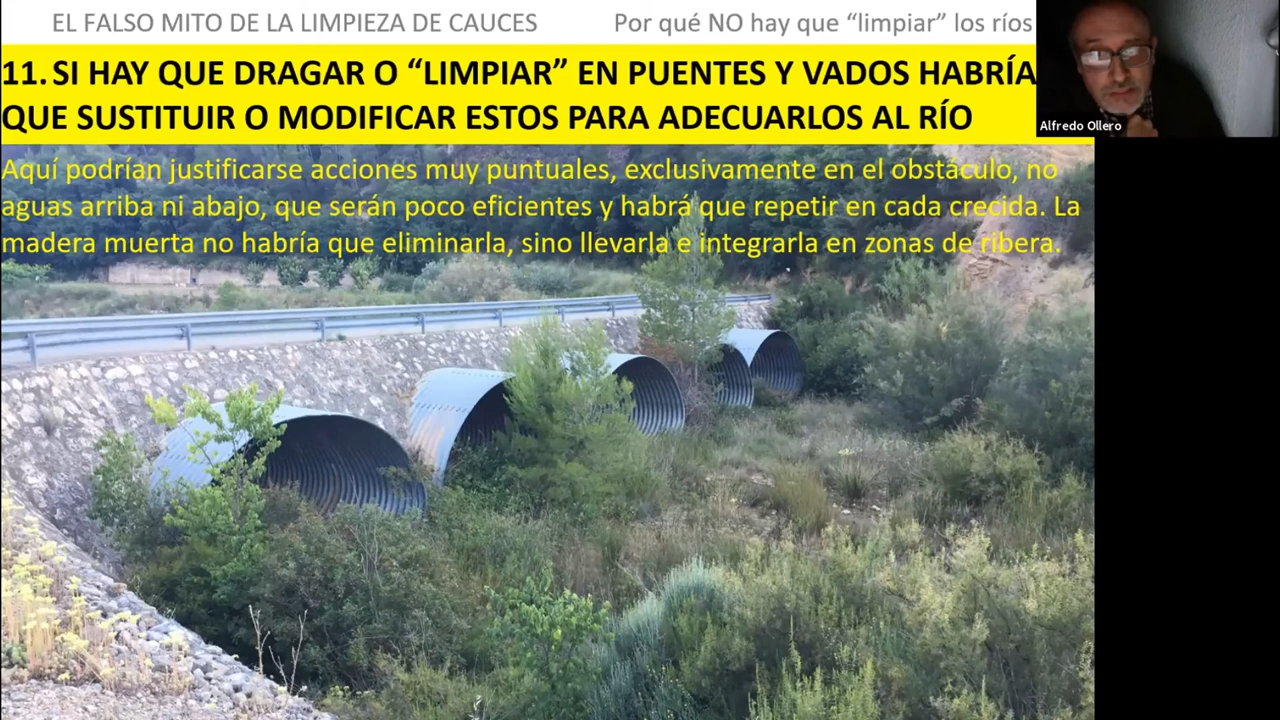 EL FALSO MITO DE LA LIMPIEZA DE CAUCES Por qué NO hay que “limpiar” los ríos
11. SI HAY QUE DRAGAR O “LIMPIAR” EN PUENTES Y VADOS HABRÍA
QUE SUSTITUIR O MODIFICAR ESTOS PARA ADECUARLOS AL RÍO
Alfredo Ollero
Aquí podrían justificarse acciones muy puntuales, exclusivamente en el obstáculo, no
aguas arriba ni abajo, que serán poco eficientes y habrá que repetir en cada crecida. La
madera muerta no habría que eliminarla, sino llevarla e integrarla en zonas de ribera.